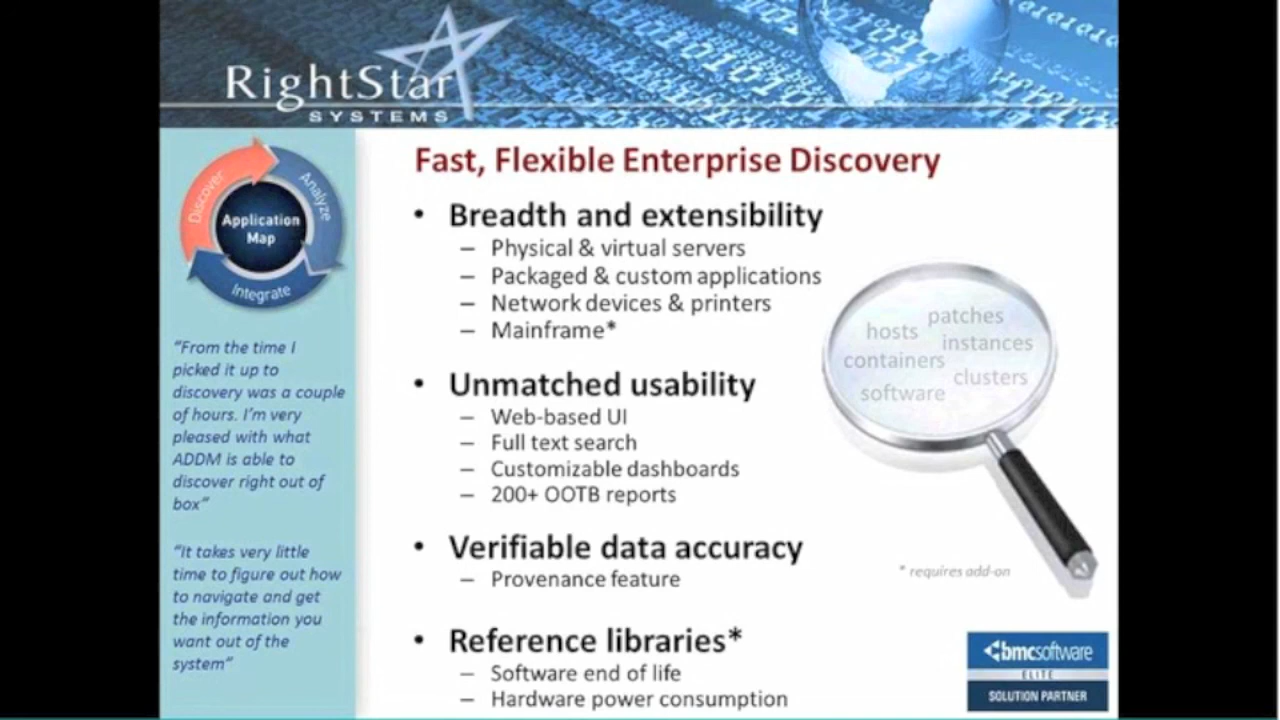 RightStar
SYSTEMS
Discover
Analyze
Application
Map
Integrate
"From the time I
picked it up to
discovery was a couple
of hours. I'm very
pleased with what
ADDM is able to
discover right out of
box"
"It takes very little
time to figure out how
to navigate and get
the information you
want out of the
system"
Fast, Flexible Enterprise Discovery
• Breadth and extensibility
– Physical & virtual servers
– Packaged & custom applications
– Network devices & printers
– Mainframe*
• Unmatched usability
– Web-based UI
– Full text search
– Customizable dashboards
– 200+ OOTB reports
• Verifiable data accuracy
– Provenance feature
• Reference libraries*
– Software end of life
– Hardware power consumption
patches
hosts
instances
containers
clusters
software
* requires add-on
bmcsoftware
ELITE
SOLUTION PARTNER